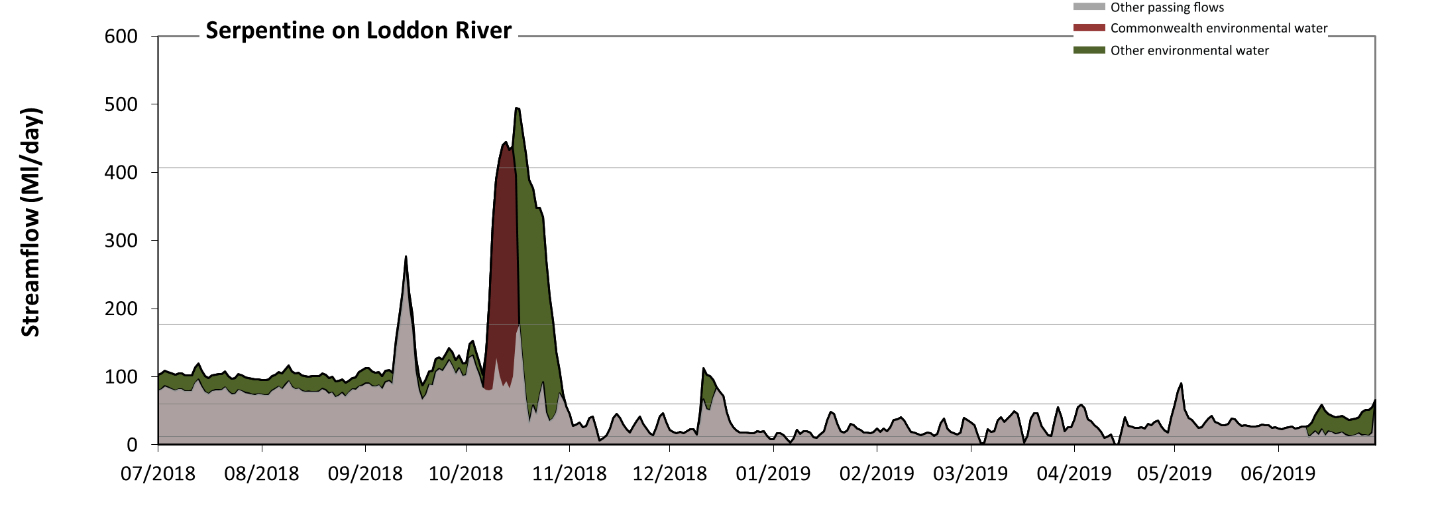 Other passing flows
Serpentine on Loddon River
Commonwealth environmental water
Other environmental water
Streamflow (Ml/day)
600
500
400
300
200
100
0
07/2018 08/2018 09/2018 10/2018 11/2018 12/2018 01/2019 02/2019 03/2019 04/2019 05/2019 06/2019